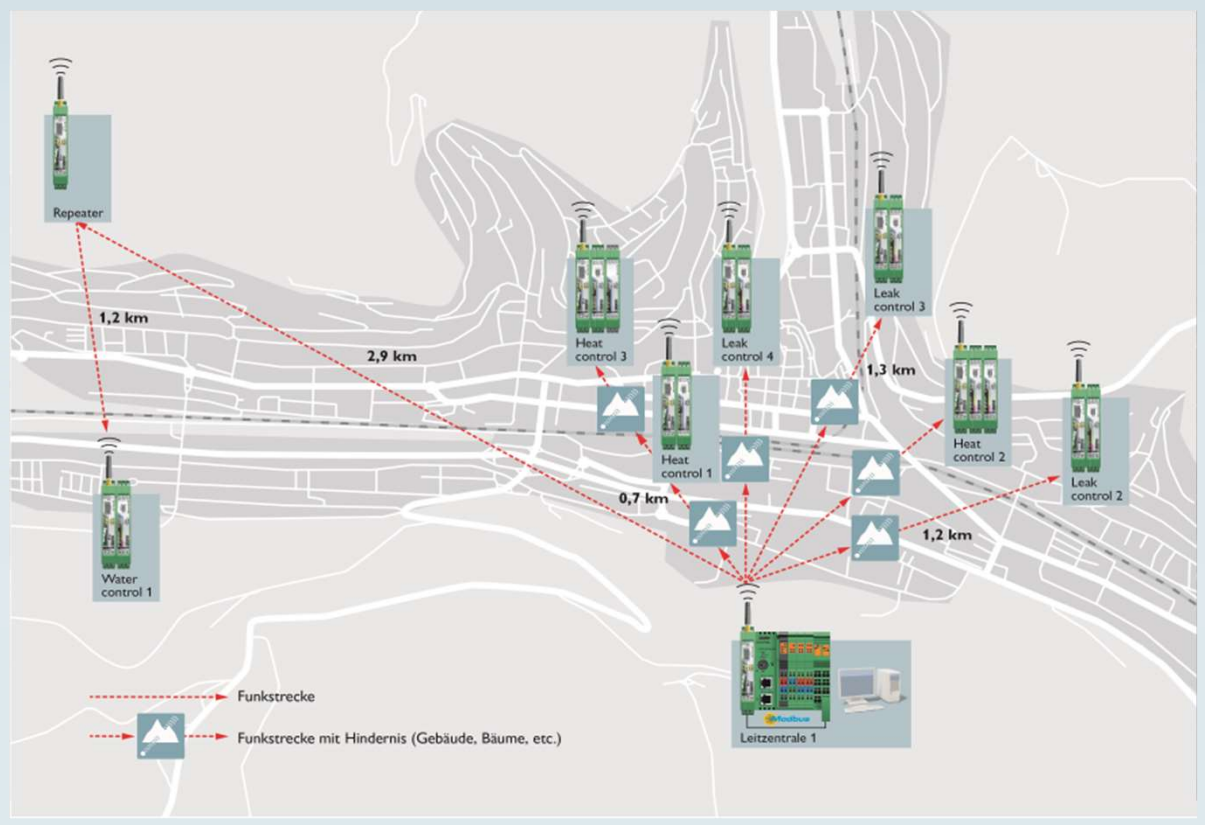 Repeater
1,2 km
2,9 km
Heat
control 3
Leak
control 4
Leak
control 3
1,3 km
Heat
control 1
Heat
control 2
Leak
control 2
0,7 km
1,2 km
Water
control 1
Modbus
Leitzentrale 1
Funkstrecke
Funkstrecke mit Hindernis (Gebäude, Bäume, etc.)